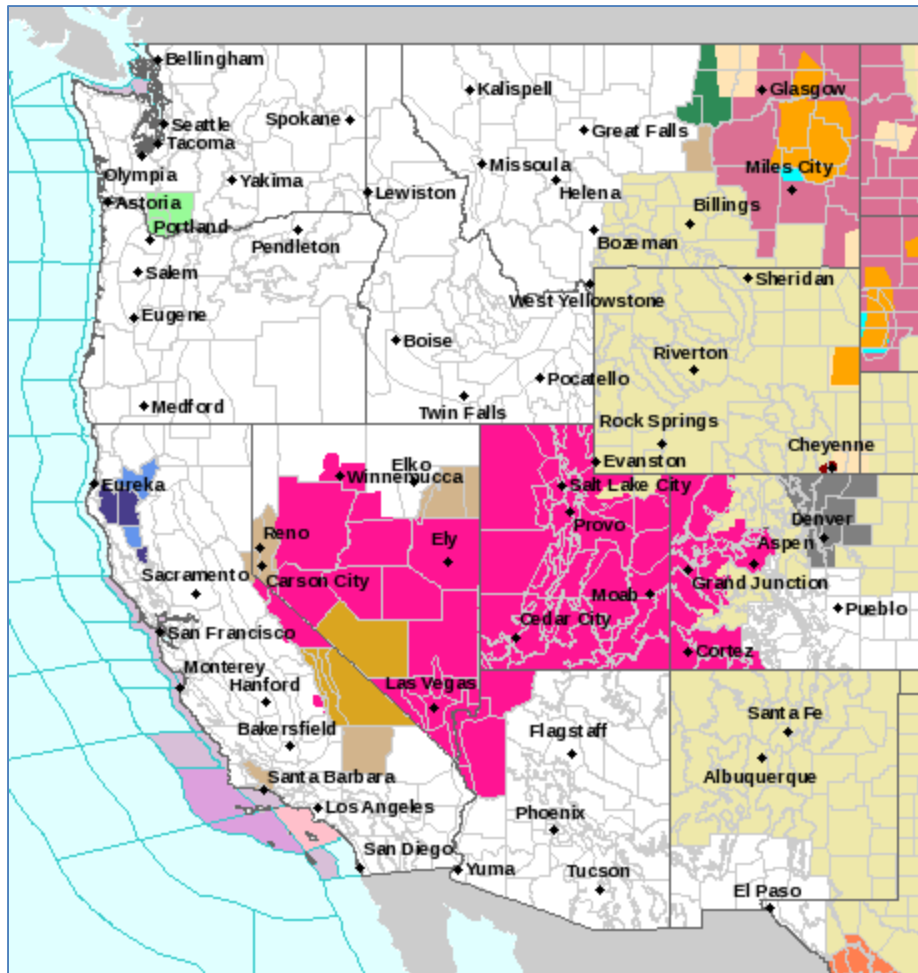 Bellingham
Kalispell
Glasgow
Seattle
Spokane
Great Falls
Tacoma
Missoula
Miles City
Olympia
Yakima
Lewiston
Helena
Astoria
Billings
Portland
Pendleton
Bozeman
Salem
Sheridan
West Yellowstone
Eugene
Boise
Riverton
Pocatello
Medford
Twin Falls
Rock Springs
Cheyenne
Elko
Evanston
Winnemucca
Eureka
Salt Lake City
Provo
Denver
Reno
Ely
Aspen
Sacramento
Carson City
Grand Junction
Moab
Pueblo
San Francisco
Cedar City
Cortez
Monterey
Hanford
Las Vegas
Santa Fe
Bakersfield
Flagstaff
Albuquerque
Santa Barbara
Los Angeles
Phoenix
San Diego
Yuma
Tucson
El Paso